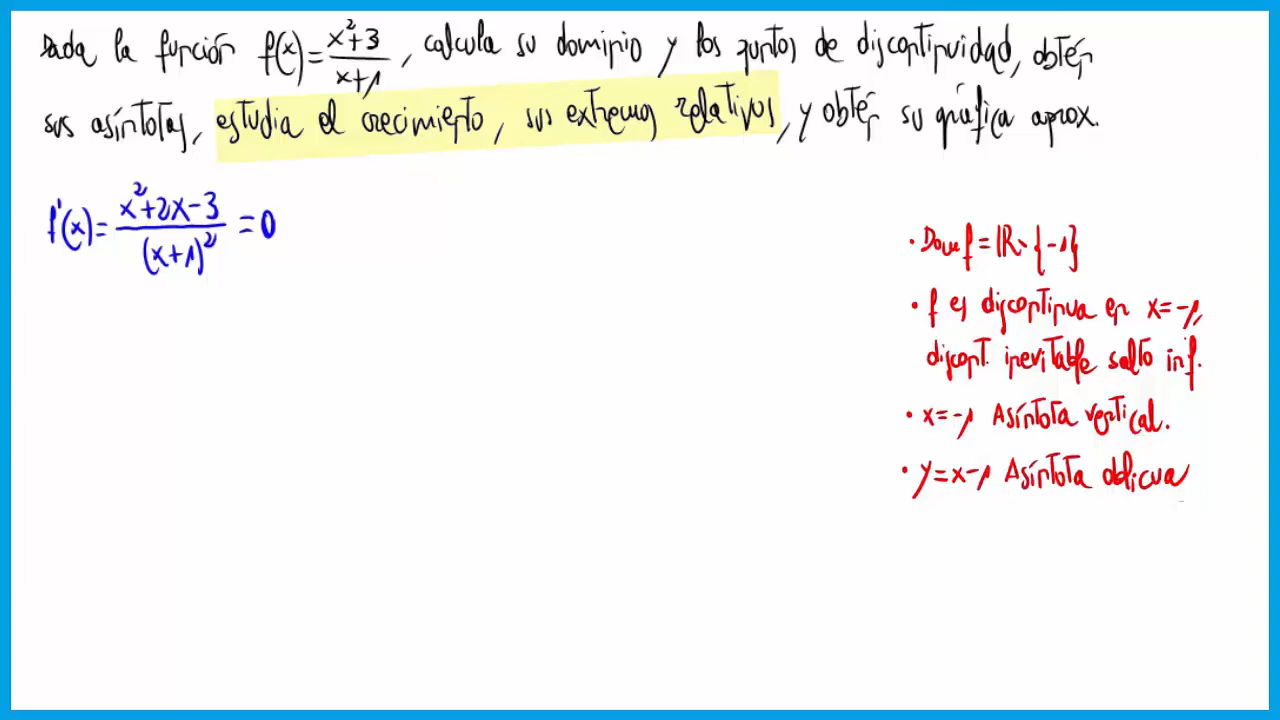 Dada la función f(x)= x²+3/x+1, calcula su dominio y los puntos de discontinuidad, obtén
sus asíntotas, estudia el crecimiento, sus extremos relativos, y obtén su gráfica aprox.
f'(x)= x²+2x-3/(x+1)² =0
· Dom f = ℝ∖{-1}
· f es discontinua en x=-1,
discont. inevitable salto inf.
· x=-1 Asíntota vertical.
· y=x-1 Asíntota oblicua